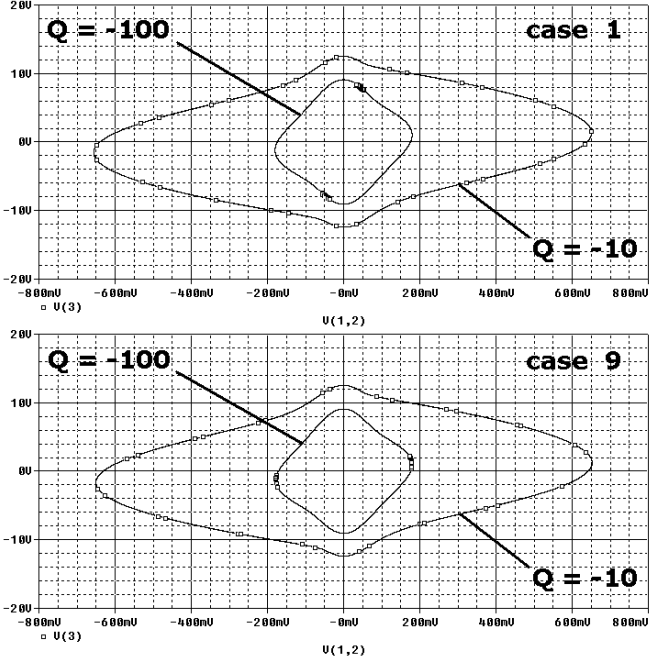 20V
Q = -100
case 1
10V
0V
-10V
Q = -10
-20V
-800mV -600mV -400mV -200mV -0mV 200mV 400mV 600mV 800mV
V(3)
V(1,2)
20V
Q = -100
case 9
10V
0V
-10V
Q = -10
-20V
-800mV -600mV -400mV -200mV -0mV 200mV 400mV 600mV 800mV
V(3)
V(1,2)